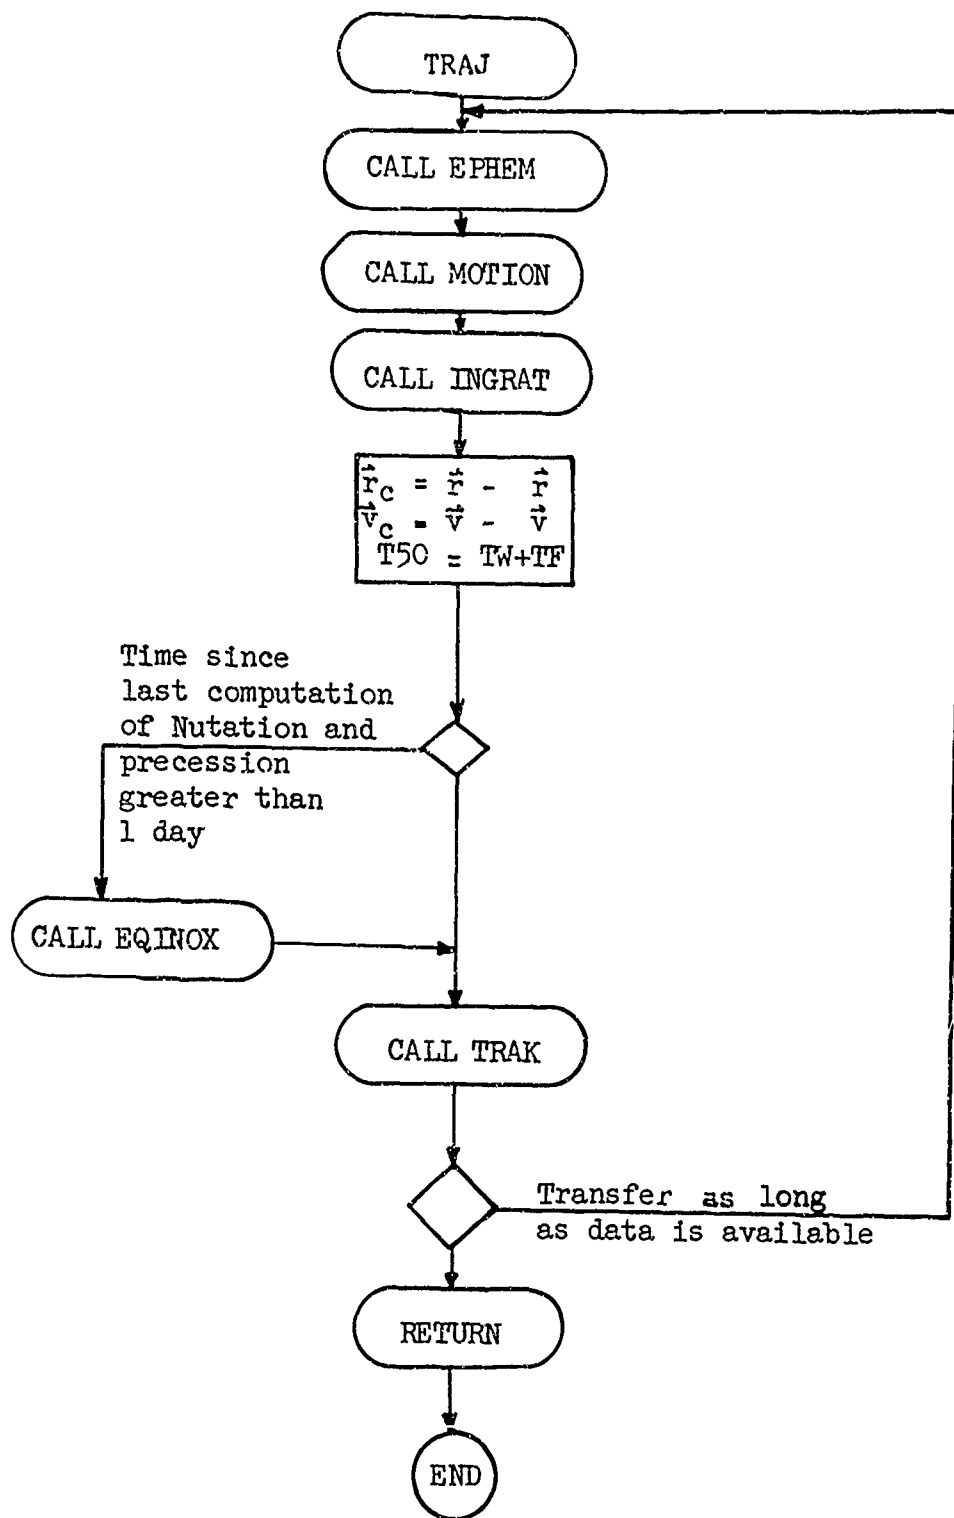 TRAJ
CALL EPHEM
CALL MOTION
CALL INGRAT
r⃗c = r⃗ - r⃗
v⃗c = v⃗ - v⃗
T50 = TW+TF
Time since
last computation
of Nutation and
precession
greater than
1 day
CALL EQINOX
CALL TRAK
Transfer as long
as data is available
RETURN
END